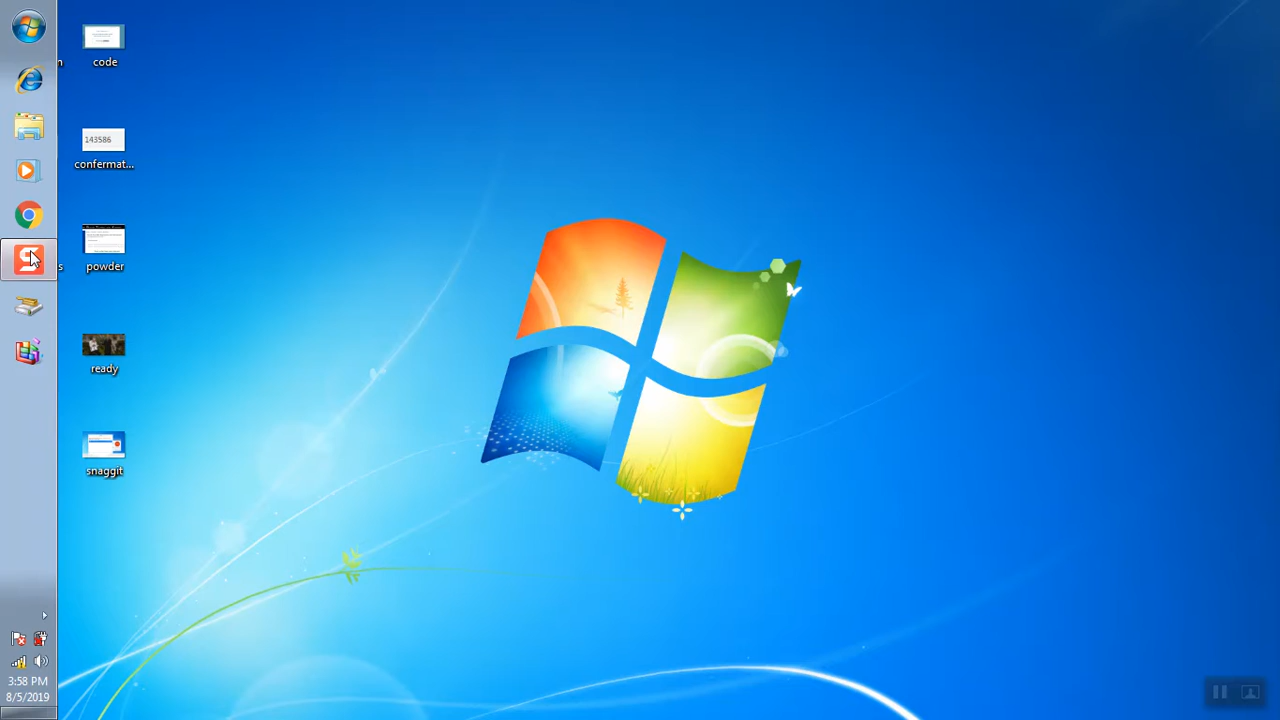 code
143586
confermat...
powder
ready
snaggit
n
s
3:58 PM
8/5/2019